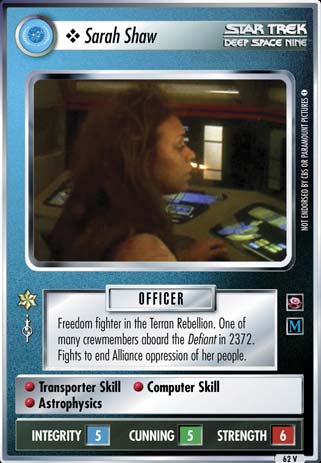 ❖ Sarah Shaw
STAR TREK
DEEP SPACE NINE
NOT ENDORSED BY CBS OR PARAMOUNT PICTURES
OFFICER
Freedom fighter in the Terran Rebellion. One of
many crewmembers aboard the Defiant in 2372.
Fights to end Alliance oppression of her people.
M
Transporter Skill Computer Skill
Astrophysics
INTEGRITY 5 CUNNING 5 STRENGTH 6
62 V